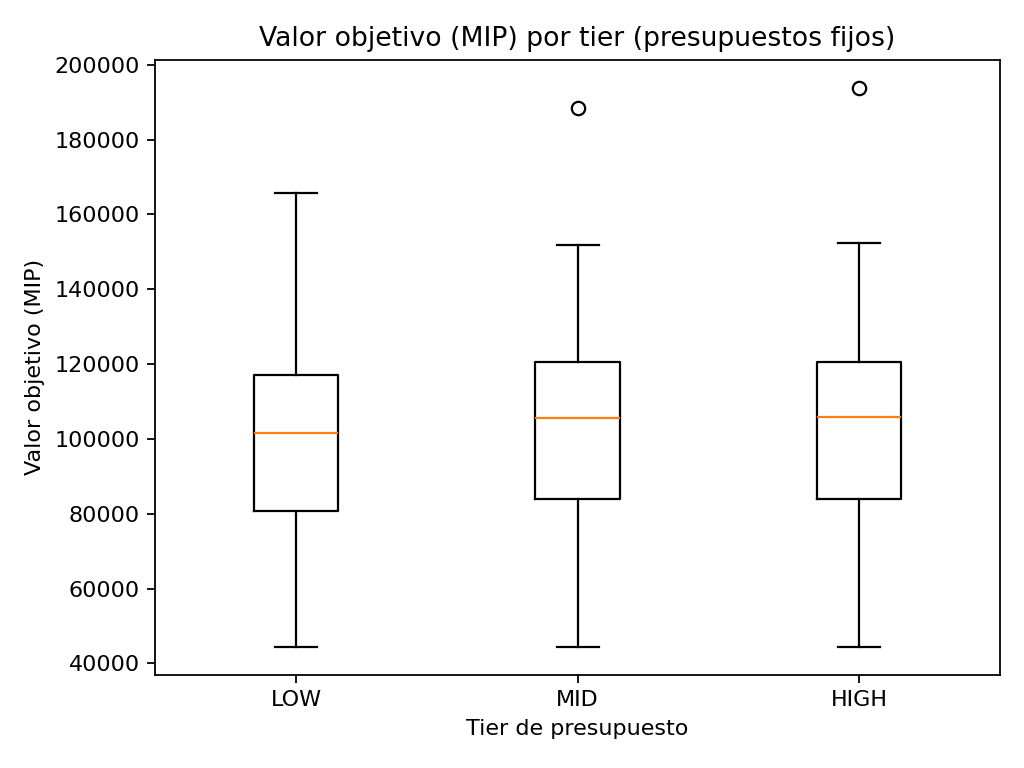 Valor objetivo (MIP) por tier (presupuestos fijos)
200000
180000
160000
140000
120000
100000
80000
60000
40000
Valor objetivo (MIP)
LOW
MID
HIGH
Tier de presupuesto